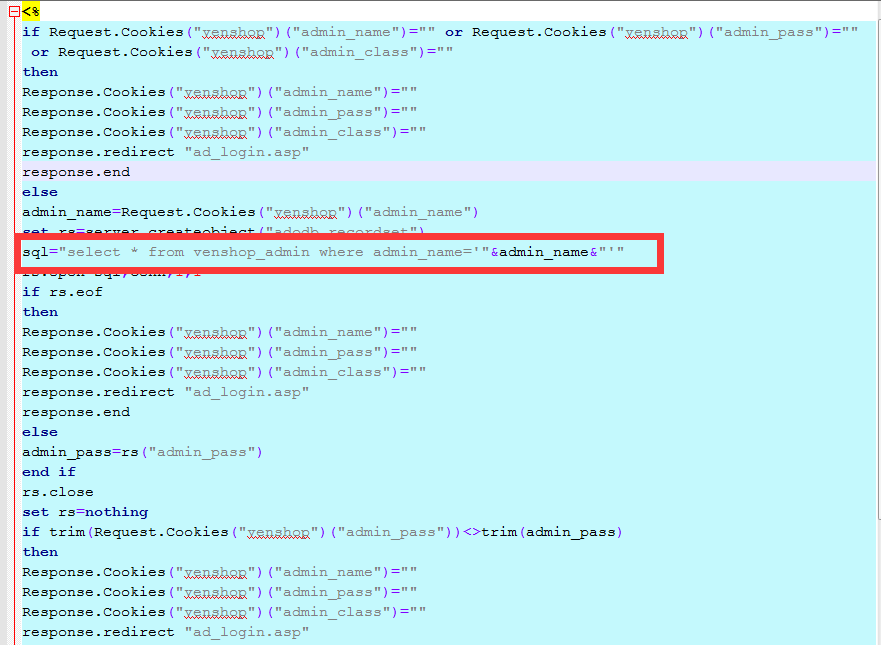 <%
if Request.Cookies("venshop")("admin_name")="" or Request.Cookies("venshop")("admin_pass")=""
or Request.Cookies("venshop")("admin_class")=""
then
Response.Cookies("venshop")("admin_name")=""
Response.Cookies("venshop")("admin_pass")=""
Response.Cookies("venshop")("admin_class")=""
response.redirect "ad_login.asp"
response.end
else
admin_name=Request.Cookies("venshop")("admin_name")
set rs=server.createobject("adodb.recordset")
sql="select * from venshop_admin where admin_name='"&admin_name&"'"
rs.open sql,conn,1,1
if rs.eof
then
Response.Cookies("venshop")("admin_name")=""
Response.Cookies("venshop")("admin_pass")=""
Response.Cookies("venshop")("admin_class")=""
response.redirect "ad_login.asp"
response.end
else
admin_pass=rs("admin_pass")
end if
rs.close
set rs=nothing
if trim(Request.Cookies("venshop")("admin_pass"))<>trim(admin_pass)
then
Response.Cookies("venshop")("admin_name")=""
Response.Cookies("venshop")("admin_pass")=""
Response.Cookies("venshop")("admin_class")=""
response.redirect "ad_login.asp"